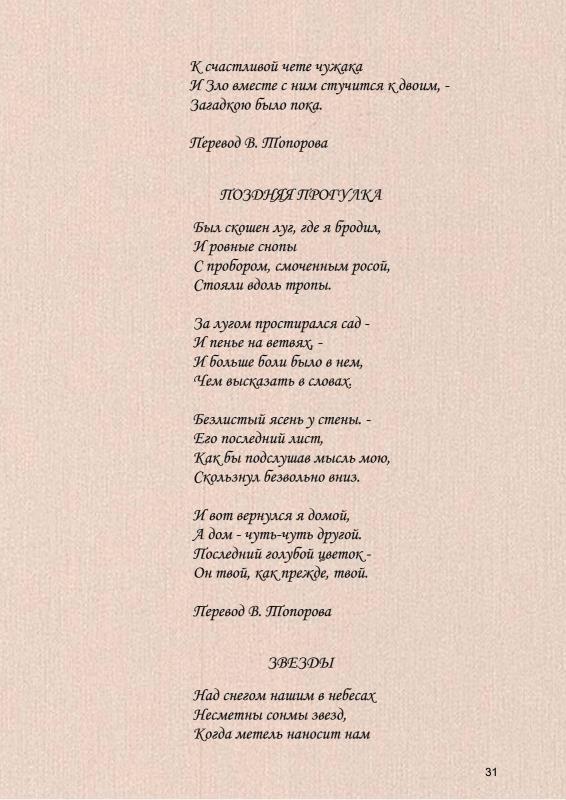 К счастливой чете чужака
И Зло вместе с ним стучится к двоим, -
Загадкою было пока.
Перевод В. Топорова
ПОЗДНЯЯ ПРОГУЛКА
Был скошен луг, где я бродил,
И ровные снопы
С пробором, смоченным росой,
Стояли вдоль тропы.
За лугом простирался сад -
И пенье на ветвях, -
И больше боли было в нем,
Чем высказать в словах.
Безлистый ясень у стены. -
Его последний лист,
Как бы подслушав мысль мою,
Скользнул безвольно вниз.
И вот вернулся я домой,
А дом - чуть-чуть другой.
Последний голубой цветок -
Он твой, как прежде, твой.
Перевод В. Топорова
ЗВЕЗДЫ
Над снегом нашим в небесах
Несметны сонмы звезд,
Когда метель наносит нам
31